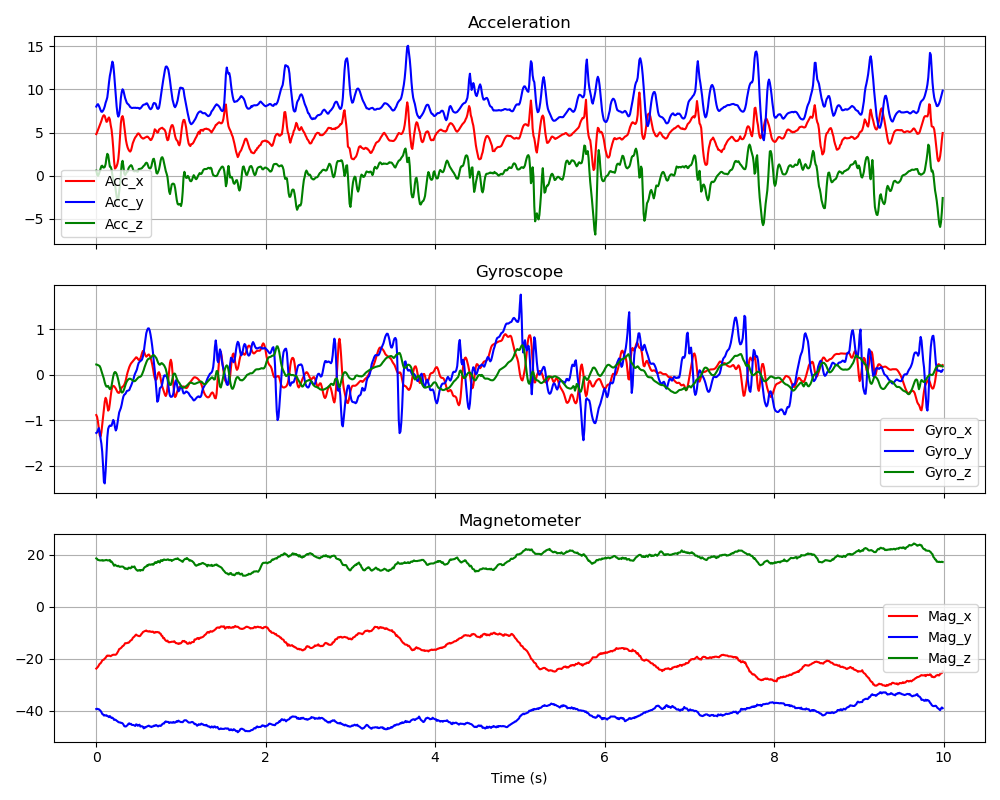 Acceleration
15
10
5
0
−5
Acc_x
Acc_y
Acc_z
Gyroscope
1
0
−1
−2
Gyro_x
Gyro_y
Gyro_z
Magnetometer
20
0
−20
−40
Mag_x
Mag_y
Mag_z
0 2 4 6 8 10
Time (s)